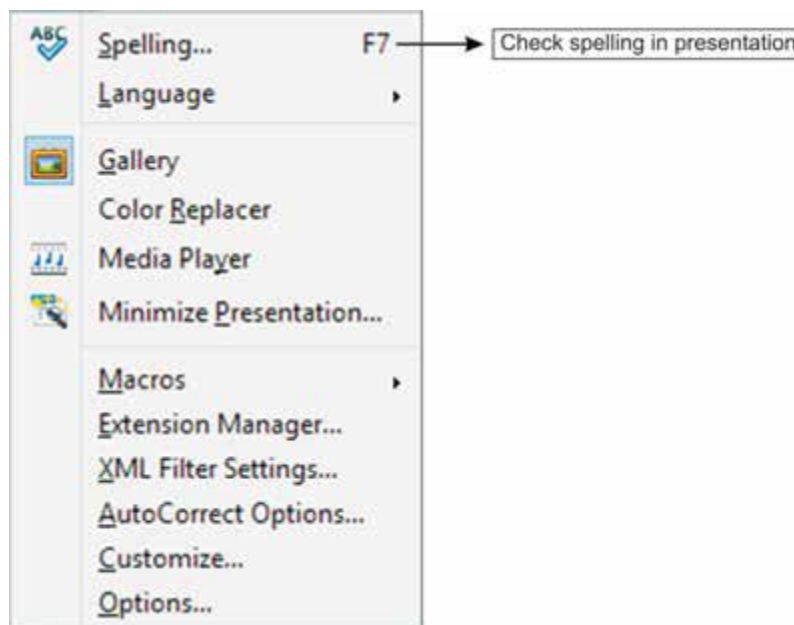 ABC
Spelling... F7
Check spelling in presentation
Language
Gallery
Color Replacer
Media Player
Minimize Presentation...
Macros
Extension Manager...
XML Filter Settings...
AutoCorrect Options...
Customize...
Options...